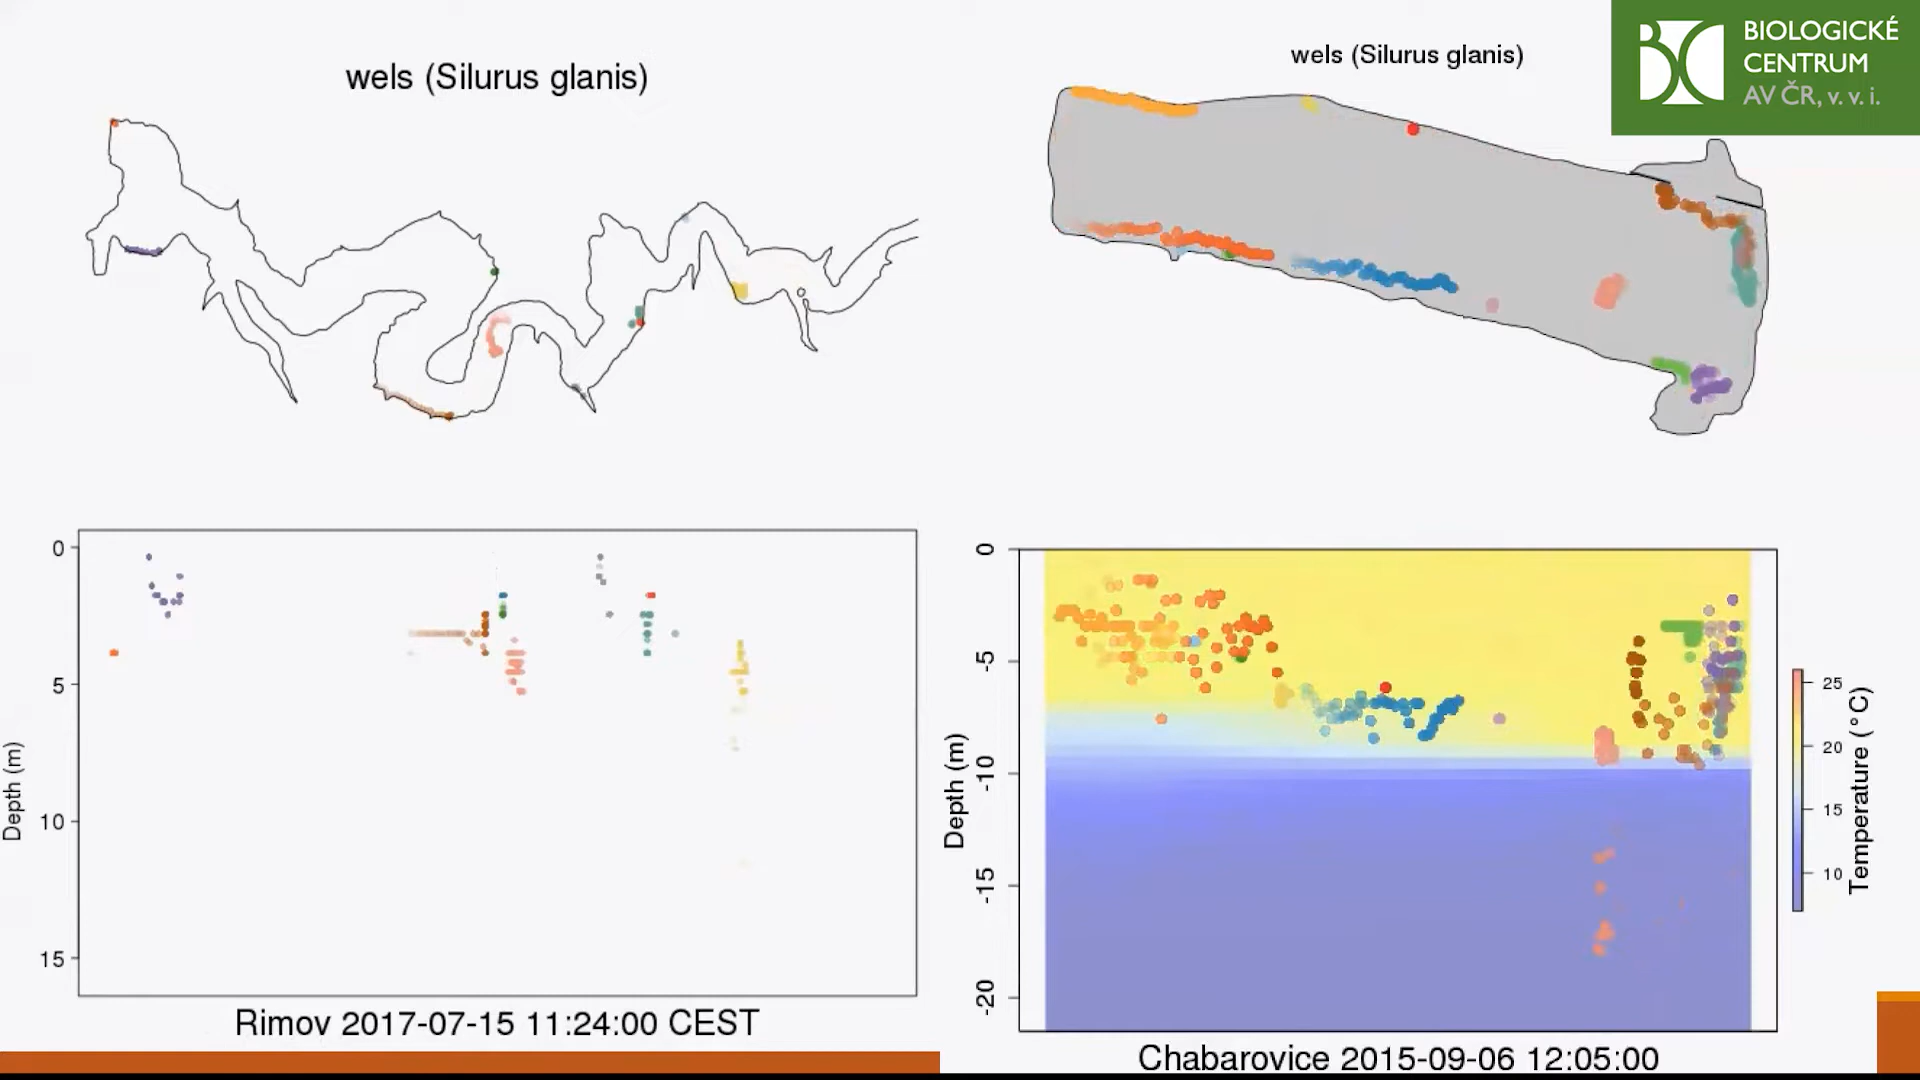 wels (Silurus glanis)
wels (Silurus glanis)
BIOLOGICKÉ
CENTRUM
AV ČR, v. v. i.
0
5
10
15
Depth (m)
Rimov 2017-07-15 11:24:00 CEST
0
-5
-10
-15
-20
Depth (m)
25
20
15
10
Temperature (°C)
Chabarovice 2015-09-06 12:05:00